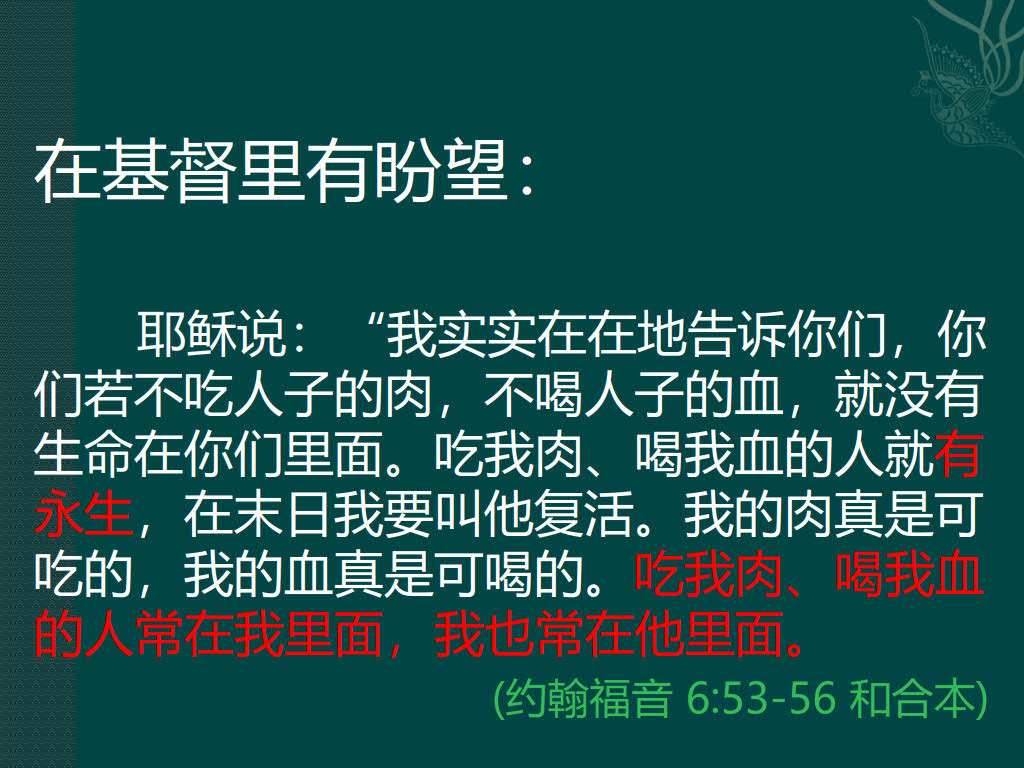 在基督里有盼望：
耶稣说：“我实实在在地告诉你们，你
们若不吃人子的肉，不喝人子的血，就没有
生命在你们里面。吃我肉、喝我血的人就有
永生，在末日我要叫他复活。我的肉真是可
吃的，我的血真是可喝的。吃我肉、喝我血
的人常在我里面，我也常在他里面。
(约翰福音 6:53-56 和合本)